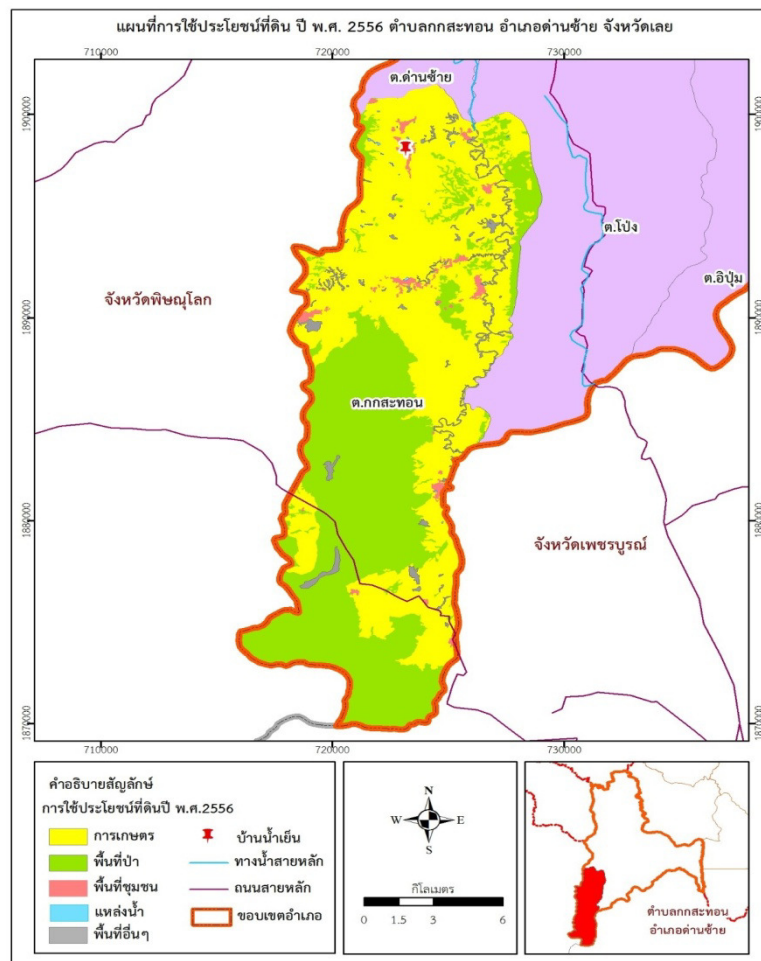 แผนที่การใช้ประโยชน์ที่ดิน ปี พ.ศ. 2556 ตำบลกกสะทอน อำเภอด่านซ้าย จังหวัดเลย
710000 720000 730000
1900000 1900000
1890000 1890000
1880000 1880000
1870000 1870000
ต.ด่านซ้าย
ต.โป่ง
ต.อิปุ่ม
จังหวัดพิษณุโลก
ต.กกสะทอน
จังหวัดเพชรบูรณ์
710000 720000 730000
คำอธิบายสัญลักษณ์
การใช้ประโยชน์ที่ดินปี พ.ศ.2556
การเกษตร
พื้นที่ป่า
พื้นที่ชุมชน
แหล่งน้ำ
พื้นที่อื่นๆ
บ้านน้ำเย็น
ทางน้ำสายหลัก
ถนนสายหลัก
ขอบเขตอำเภอ
N
W E
S
กิโลเมตร
0 1.5 3 6
ตำบลกกสะทอน
อำเภอด่านซ้าย